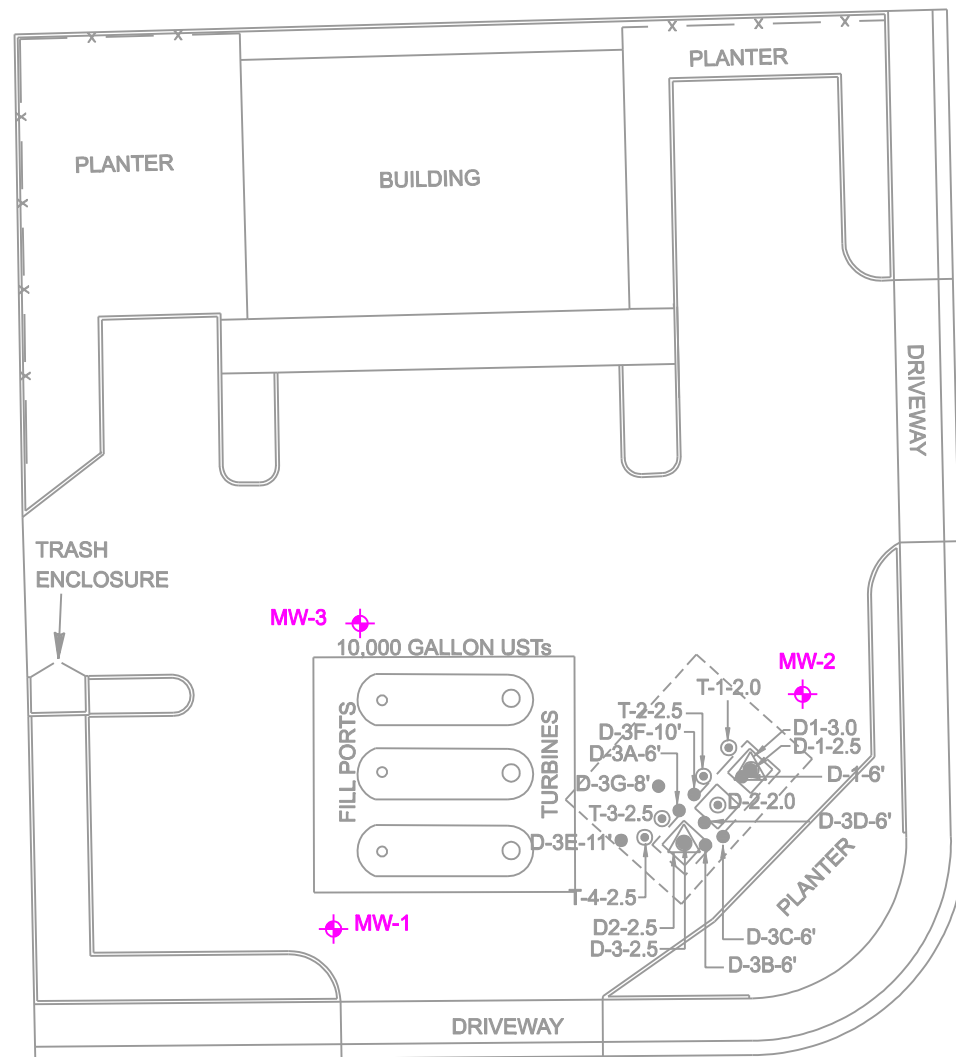 PLANTER
PLANTER
BUILDING
DRIVEWAY
TRASH
ENCLOSURE
MW-3
10,000 GALLON USTs
MW-2
FILL PORTS
TURBINES
T-1-2.0
T-2-2.5
D-3F-10'
D-3A-6'
D-3G-8'
T-3-2.5
D-3E-11'
T-4-2.5
D2-2.5
D-3-2.5
D1-3.0
D-1-2.5
D-1-6'
D-2-2.0
D-3D-6'
PLANTER
D-3C-6'
D-3B-6'
MW-1
DRIVEWAY